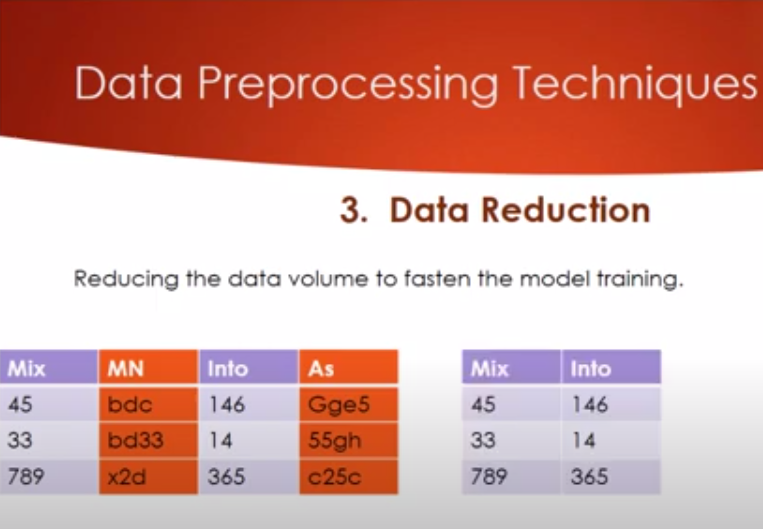 Data Preprocessing Techniques
3. Data Reduction
Reducing the data volume to fasten the model training.
Mix MN Into As Mix Into
45 bdc 146 Gge5 45 146
33 bd33 14 55gh 33 14
789 x2d 365 c25c 789 365